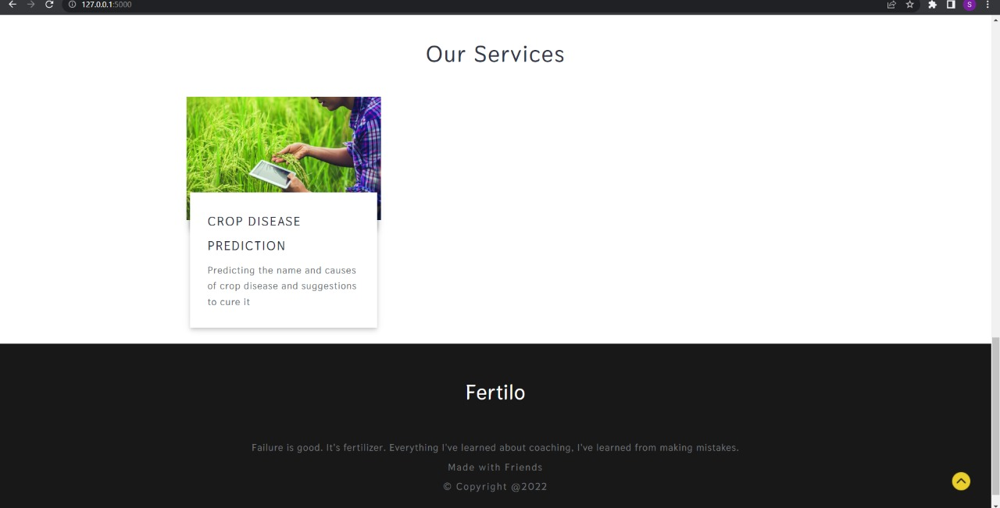 127.0.0.1:5000
S
Our Services
CROP DISEASE
PREDICTION
Predicting the name and causes
of crop disease and suggestions
to cure it
Fertilo
Failure is good. It's fertilizer. Everything I've learned about coaching, I've learned from making mistakes.
Made with Friends
© Copyright @2022